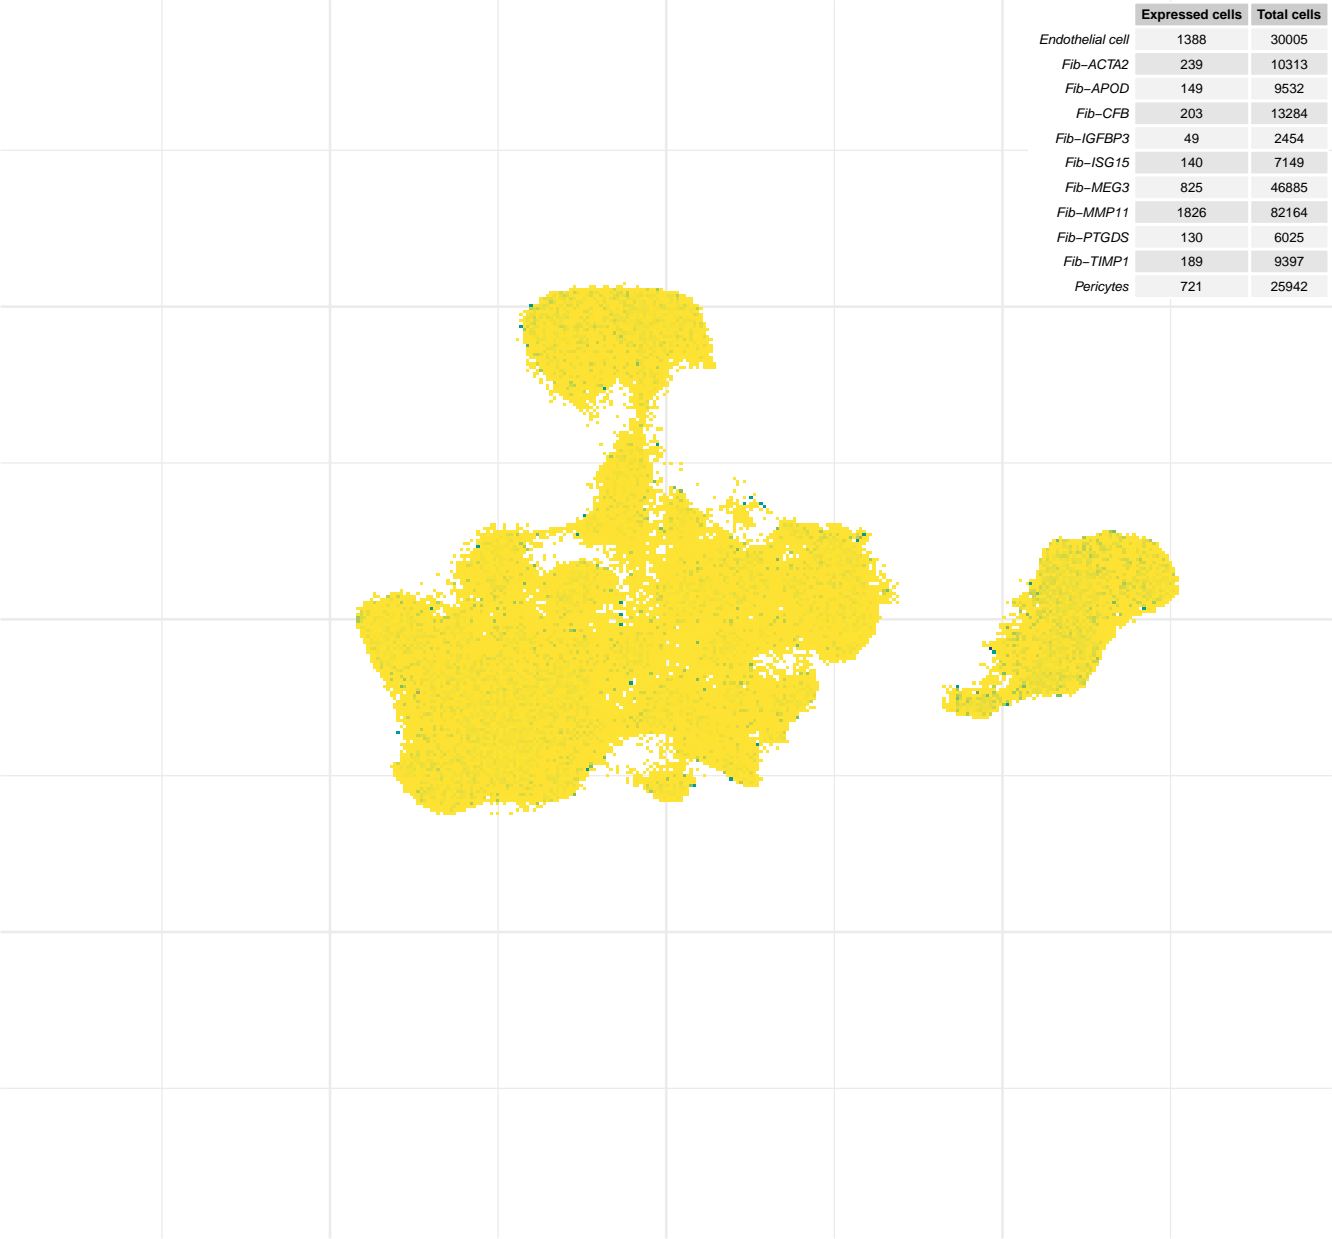 Expressed cells Total cells
Endothelial cell 1388 30005
Fib−ACTA2 239 10313
Fib−APOD 149 9532
Fib−CFB 203 13284
Fib−IGFBP3 49 2454
Fib−ISG15 140 7149
Fib−MEG3 825 46885
Fib−MMP11 1826 82164
Fib−PTGDS 130 6025
Fib−TIMP1 189 9397
Pericytes 721 25942